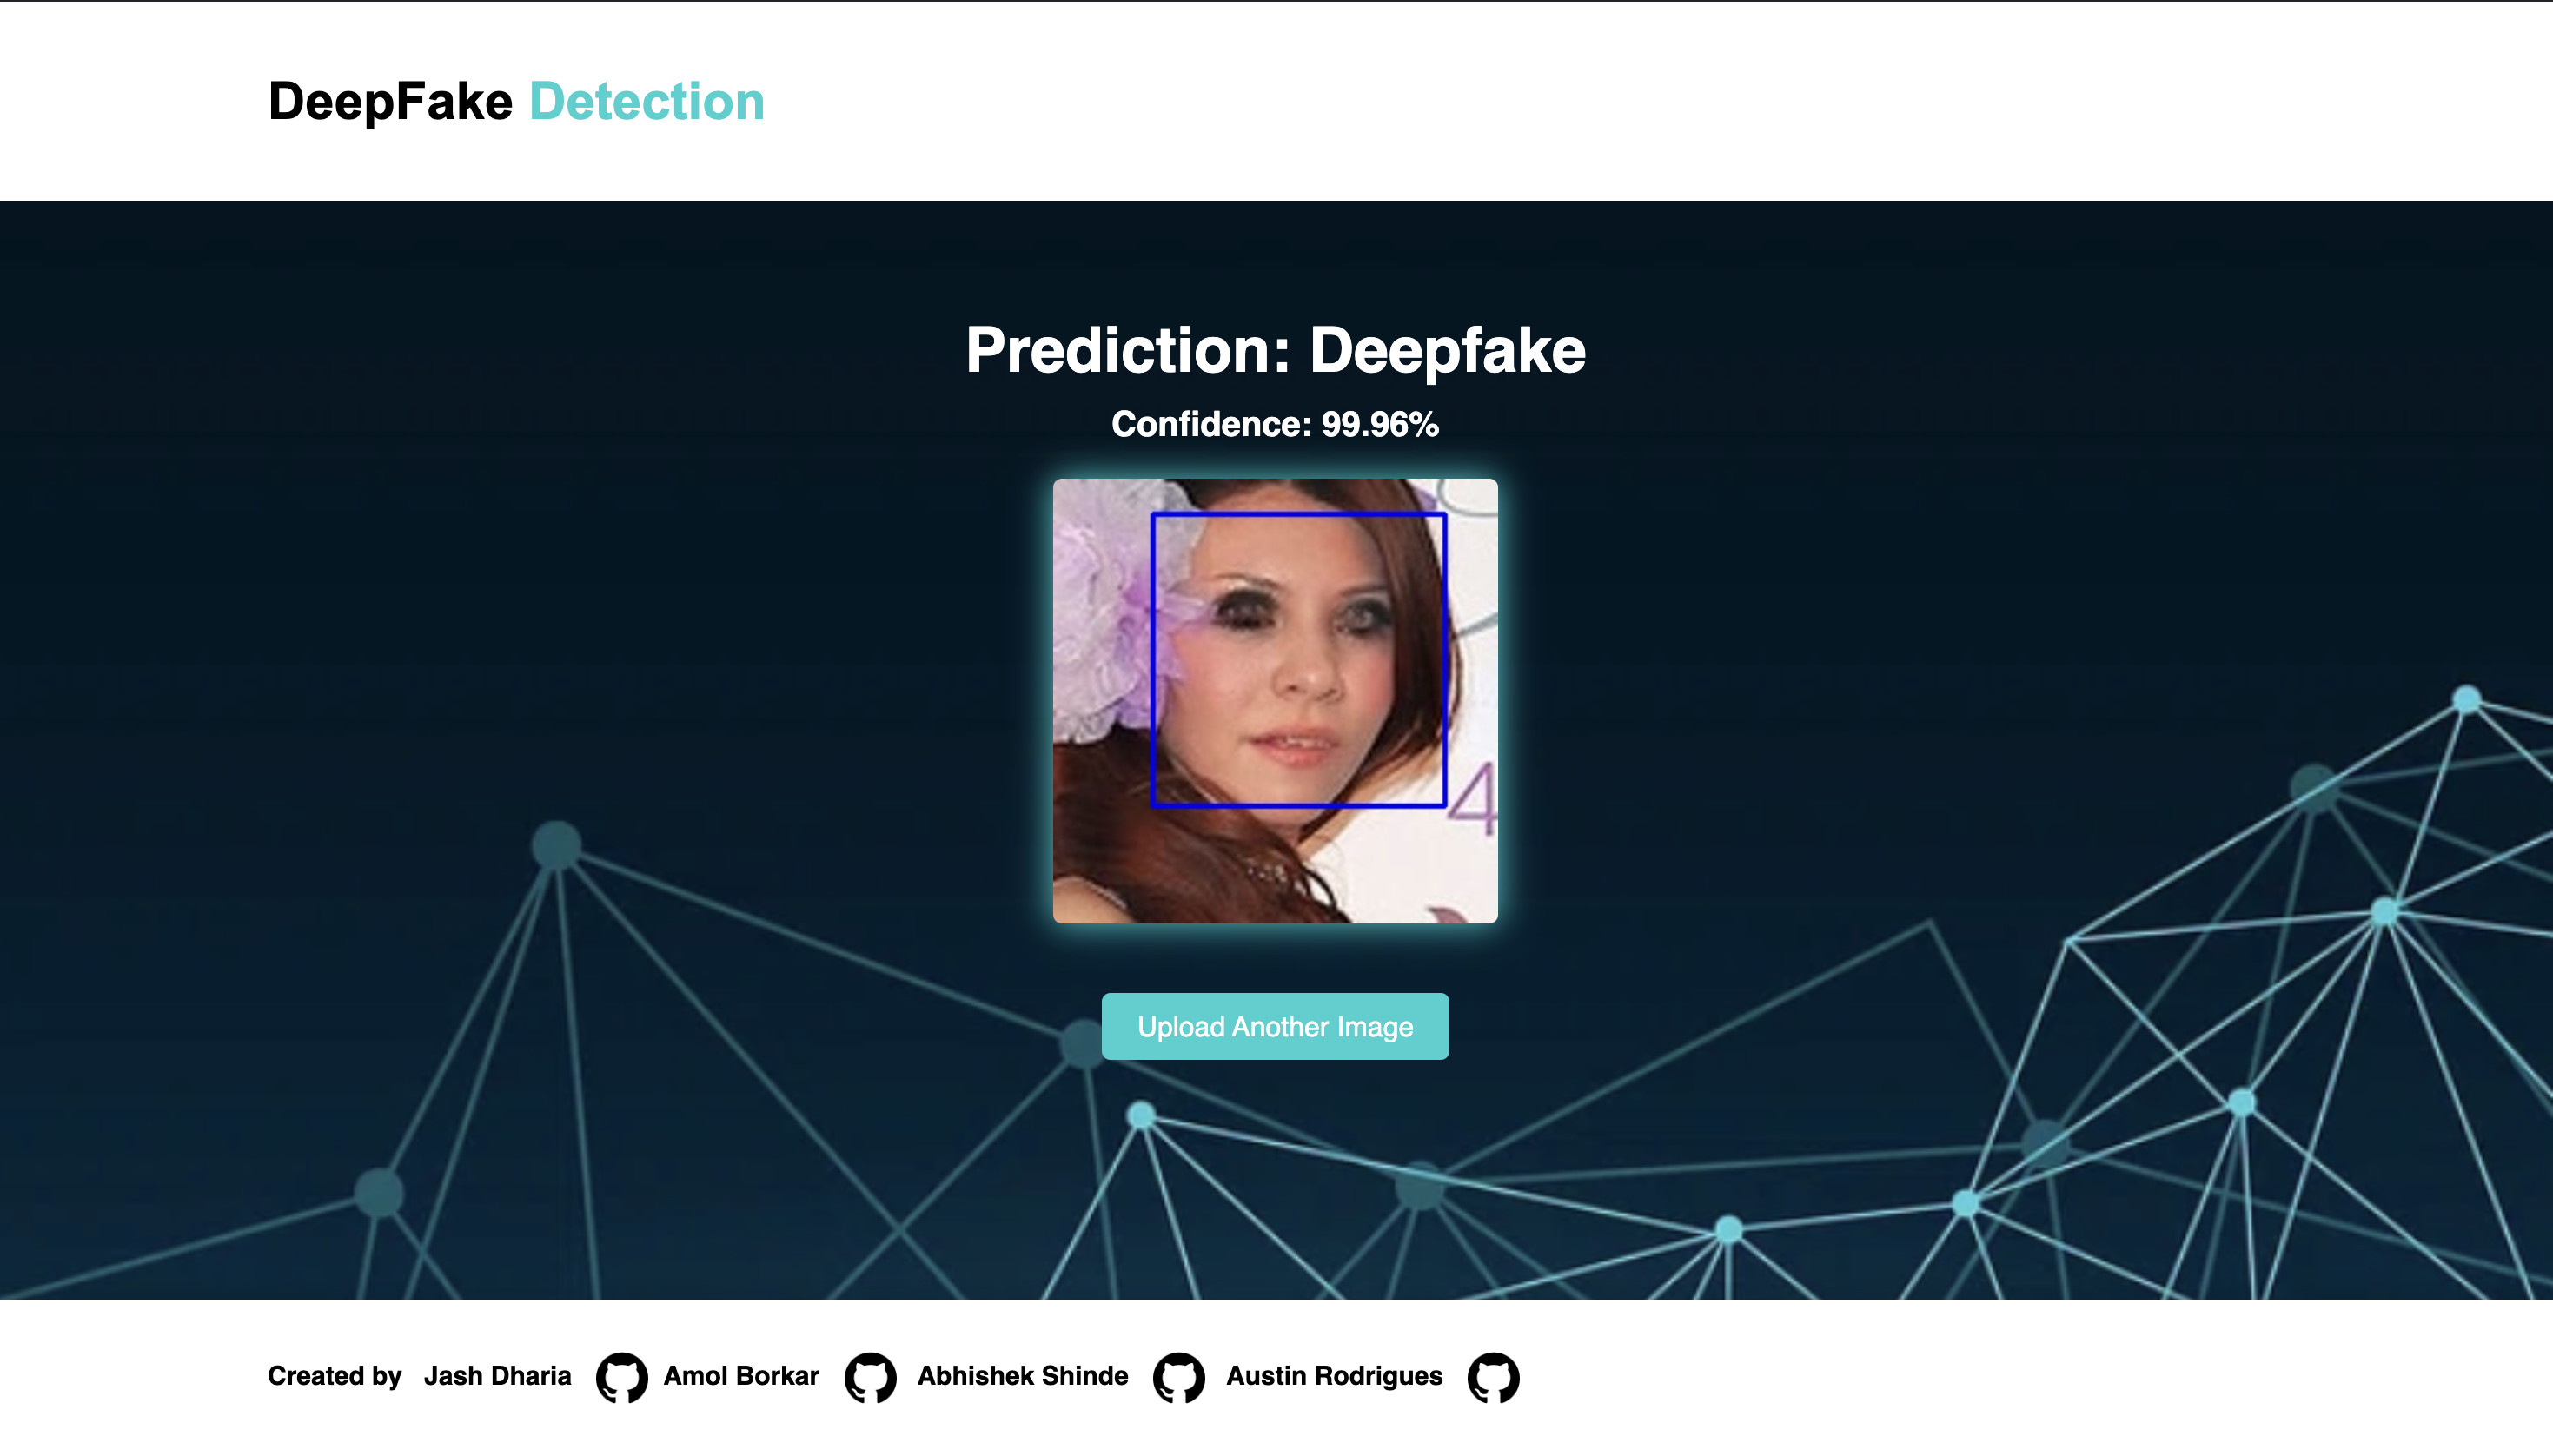 DeepFake Detection
Prediction: Deepfake
Confidence: 99.96%
4
Upload Another Image
Created by Jash Dharia Amol Borkar Abhishek Shinde Austin Rodrigues